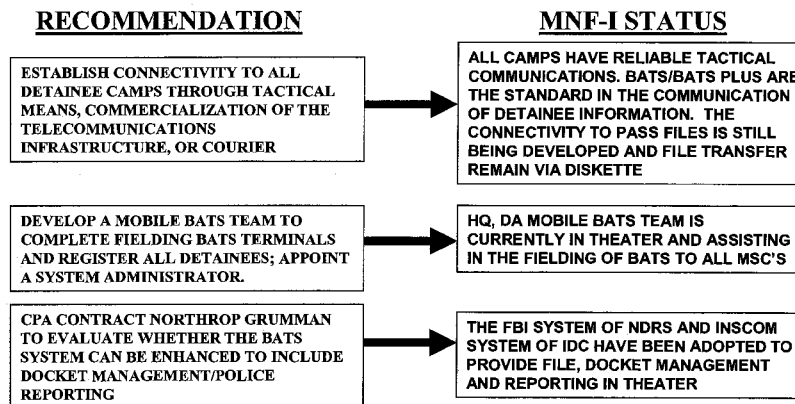 RECOMMENDATION
MNF-I STATUS
ESTABLISH CONNECTIVITY TO ALL
DETAINEE CAMPS THROUGH TACTICAL
MEANS, COMMERCIALIZATION OF THE
TELECOMMUNICATIONS
INFRASTRUCTURE, OR COURIER
ALL CAMPS HAVE RELIABLE TACTICAL
COMMUNICATIONS. BATS/BATS PLUS ARE
THE STANDARD IN THE COMMUNICATION
OF DETAINEE INFORMATION. THE
CONNECTIVITY TO PASS FILES IS STILL
BEING DEVELOPED AND FILE TRANSFER
REMAIN VIA DISKETTE
DEVELOP A MOBILE BATS TEAM TO
COMPLETE FIELDING BATS TERMINALS
AND REGISTER ALL DETAINEES; APPOINT
A SYSTEM ADMINISTRATOR.
HQ, DA MOBILE BATS TEAM IS
CURRENTLY IN THEATER AND ASSISTING
IN THE FIELDING OF BATS TO ALL MSC'S
CPA CONTRACT NORTHROP GRUMMAN
TO EVALUATE WHETHER THE BATS
SYSTEM CAN BE ENHANCED TO INCLUDE
DOCKET MANAGEMENT/POLICE
REPORTING
THE FBI SYSTEM OF NDRS AND INSCOM
SYSTEM OF IDC HAVE BEEN ADOPTED TO
PROVIDE FILE, DOCKET MANAGEMENT
AND REPORTING IN THEATER